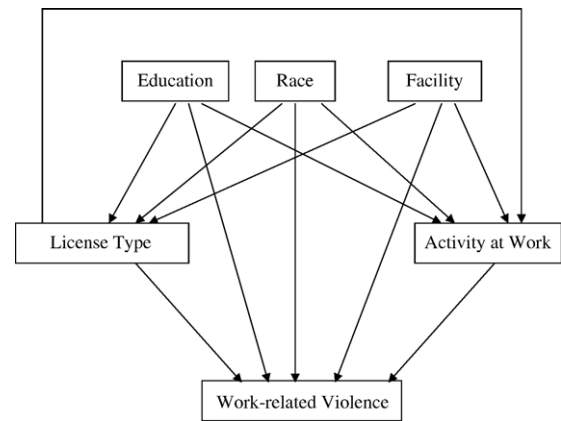 Education
Race
Facility
License Type
Activity at Work
Work-related Violence